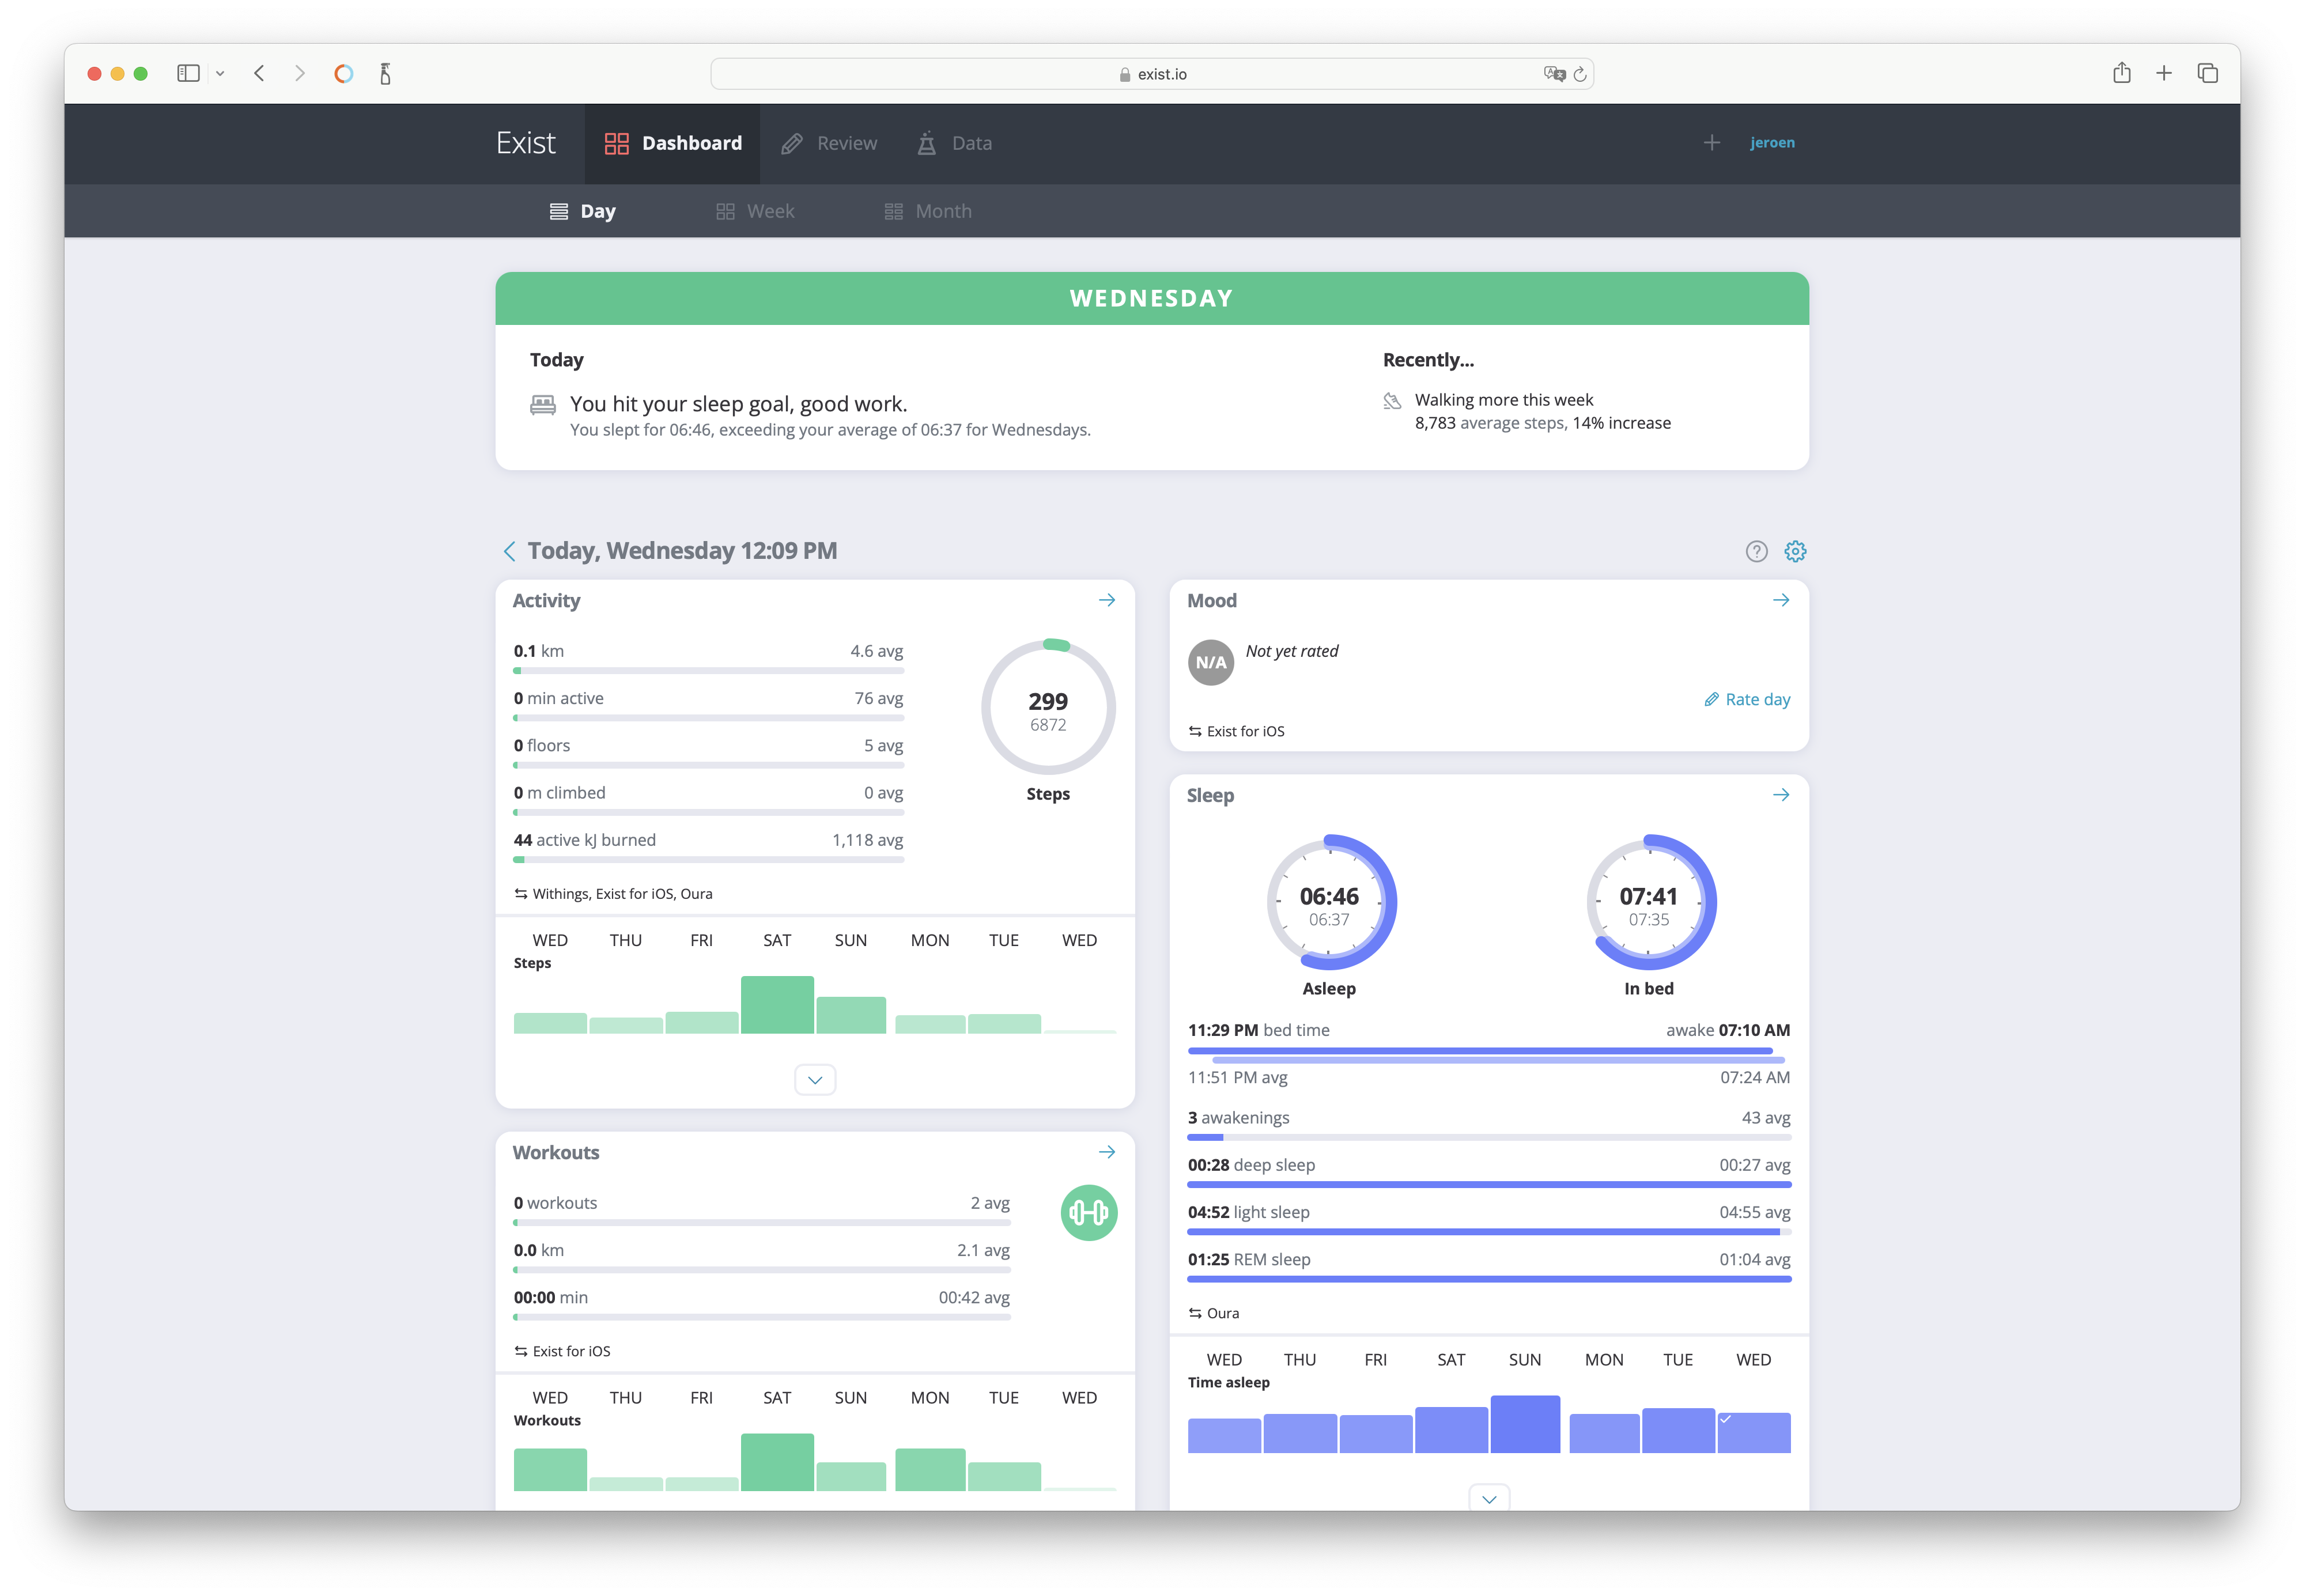 exist.io
Exist Dashboard Review Data jeroen
Day Week Month
WEDNESDAY
Today
You hit your sleep goal, good work.
You slept for 06:46, exceeding your average of 06:37 for Wednesdays.
Recently...
Walking more this week
8,783 average steps, 14% increase
Today, Wednesday 12:09 PM
?
Activity
0.1 km 4.6 avg
0 min active 76 avg
0 floors 5 avg
0 m climbed 0 avg
44 active kJ burned 1,118 avg
299
6872
Steps
Withings, Exist for iOS, Oura
WED THU FRI SAT SUN MON TUE WED
Steps
Workouts
0 workouts 2 avg
0.0 km 2.1 avg
00:00 min 00:42 avg
Exist for iOS
WED THU FRI SAT SUN MON TUE WED
Workouts
Mood
N/A Not yet rated
Rate day
Exist for iOS
Sleep
06:46
06:37
Asleep
07:41
07:35
In bed
11:29 PM bed time awake 07:10 AM
11:51 PM avg 07:24 AM
3 awakenings 43 avg
00:28 deep sleep 00:27 avg
04:52 light sleep 04:55 avg
01:25 REM sleep 01:04 avg
Oura
WED THU FRI SAT SUN MON TUE WED
Time asleep